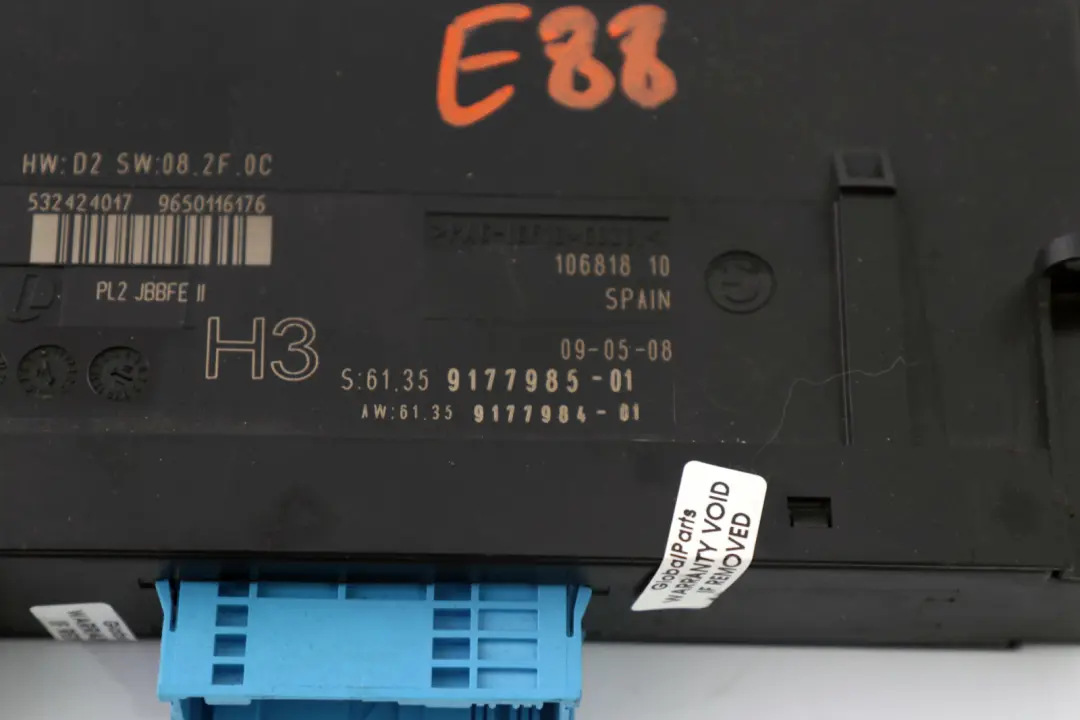 E88
HW: D2 SW:08.2F.0C
532424017 9650116176
PL2 JBBFE II
106818 10
SPAIN
H3
09-05-08
S:61.35 9177985-01
AW:61.35 9177984-01
GlobalParts
WARRANTY VOID
IF REMOVED